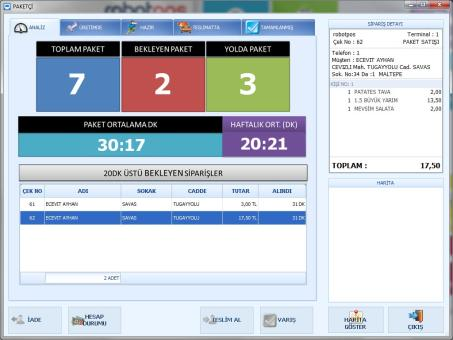 PAKETÇİ
ANALİZ
ÜRETİMDE
HAZIR
TESLİMATTA
TAMAMLANMIŞ
TOPLAM PAKET
BEKLEYEN PAKET
YOLDA PAKET
7
2
3
PAKET ORTALAMA DK
HAFTALIK ORT. (DK)
30:17
20:21
20DK ÜSTÜ BEKLEYEN SİPARİŞLER
ÇEK NO ADI SOKAK CADDE TUTAR ALINDI
61 ECEVIT AYHAN SAVAS TUGAYYOLU 3,00 TL 31 DK
62 ECEVIT AYHAN SAVAS TUGAYYOLU 17,50 TL 31 DK
2 ADET
İADE
HESAP DURUMU
TESLİM AL
VARIŞ
SİPARİŞ DETAYI
robotpos Terminal : 1
Çek No : 62 PAKET SATIŞI
Telefon : 1
Müşteri : ECEVIT AYHAN
CEVIZLI Mah. TUGAYYOLU Cad. SAVAS
Sok. No:34 Da :1 MALTEPE
KİŞİ NO: 1
1 PATATES TAVA 2,00
1 1.5 BÜYÜK YARIM 13,50
1 MEVSİM SALATA 2,00
TOPLAM : 17,50
HARİTA
HARİTA GÖSTER
ÇIKIŞ